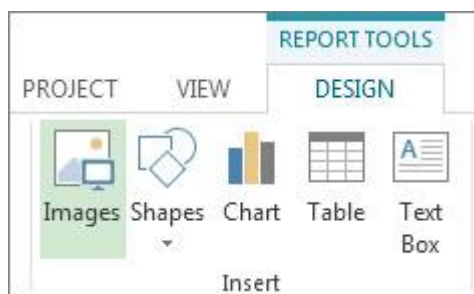 REPORT TOOLS
PROJECT VIEW DESIGN
A
Images Shapes Chart Table Text Box
Insert